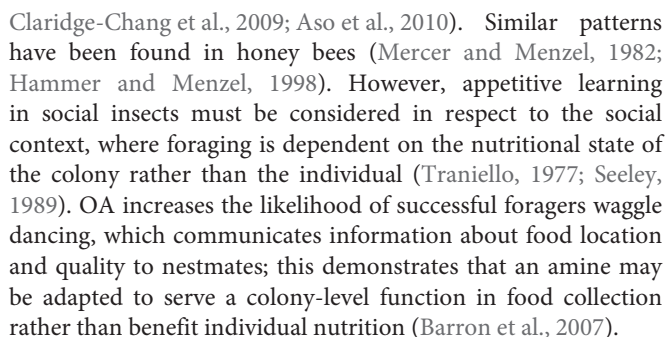 Claridge-Chang et al., 2009; Aso et al., 2010). Similar patterns
have been found in honey bees (Mercer and Menzel, 1982;
Hammer and Menzel, 1998). However, appetitive learning
in social insects must be considered in respect to the social
context, where foraging is dependent on the nutritional state of
the colony rather than the individual (Traniello, 1977; Seeley,
1989). OA increases the likelihood of successful foragers waggle
dancing, which communicates information about food location
and quality to nestmates; this demonstrates that an amine may
be adapted to serve a colony-level function in food collection
rather than benefit individual nutrition (Barron et al., 2007).